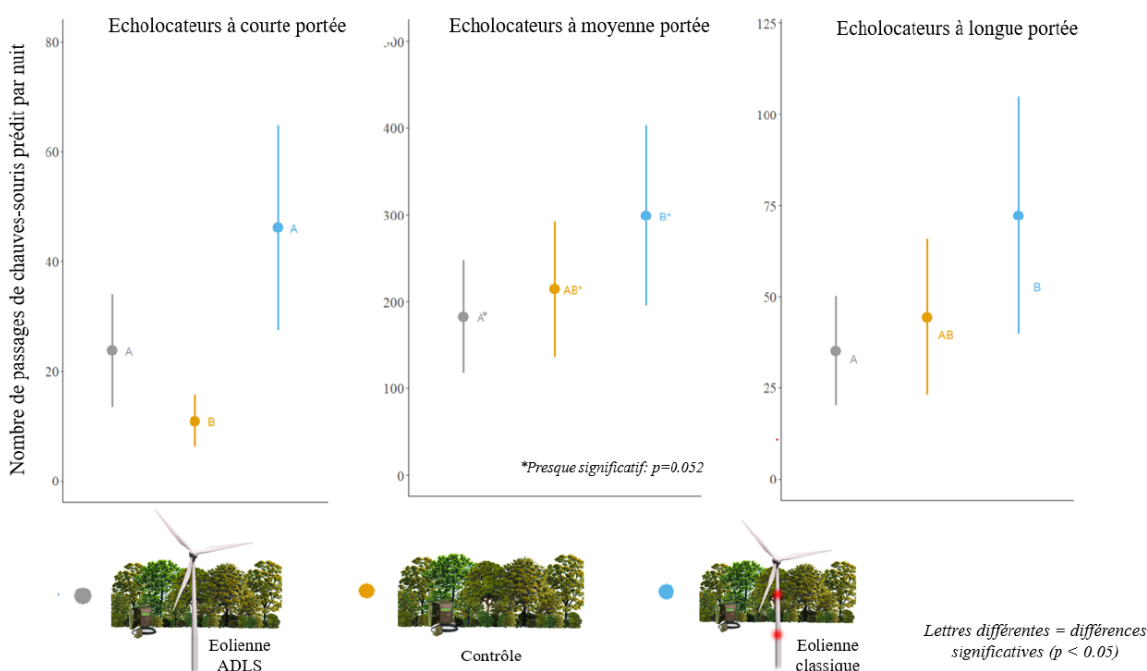 Echolocateurs à courte portée
Echolocateurs à moyenne portée
Echolocateurs à longue portée
Nombre de passages de chauves-souris prédit par nuit
80
60
40
20
0
A
B
A
400
300
200
100
0
A*
AB*
B*
*Presque significatif: p=0.052
125
100
75
50
25
0
A
AB
B
Eolienne
ADLS
Contrôle
Eolienne
classique
Lettres différentes = différences
significatives (p < 0.05)